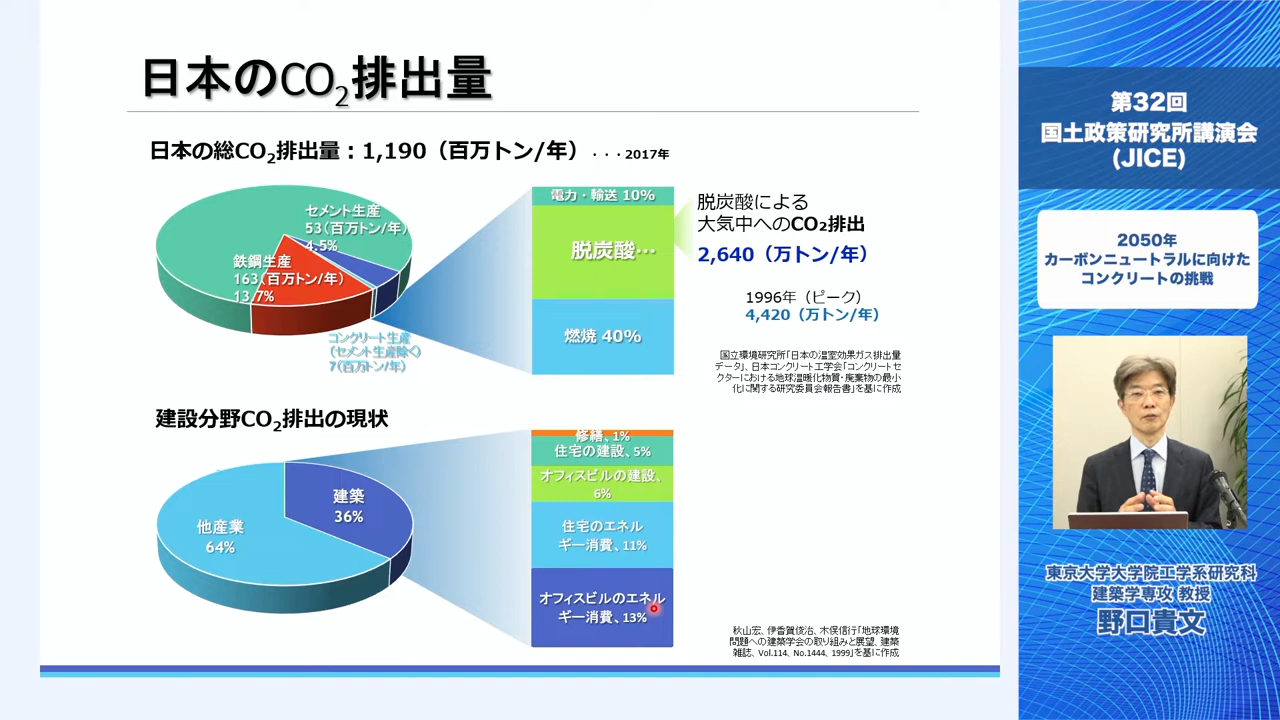 日本のCO2排出量
日本の総CO2排出量：1,190（百万トン/年）・・・2017年
セメント生産
53（百万トン/年）
4.5%
鉄鋼生産
163（百万トン/年）
13.7%
コンクリート生産
（セメント生産除く）
7（百万トン/年）
電力・輸送 10%
脱炭酸…
燃焼 40%
脱炭酸による
大気中へのCO2排出
2,640（万トン/年）
1996年（ピーク）
4,420（万トン/年）
国立環境研究所「日本の温室効果ガス排出量
データ」、日本コンクリート工学会「コンクリートセ
クターにおける地球温暖化物質・廃棄物の最小
化に関する研究委員会報告書」を基に作成
建設分野CO2排出の現状
建築
36%
他産業
64%
修繕、1%
住宅の建設、5%
オフィスビルの建設、
6%
住宅のエネル
ギー消費、11%
オフィスビルのエネル
ギー消費、13%
秋山宏、伊香賀俊治、木俣信行「地球環境
問題への建築学会の取り組みと展望、建築
雑誌、Vol.114、No.1444、1999」を基に作成
第32回
国土政策研究所講演会
(JICE)
2050年
カーボンニュートラルに向けた
コンクリートの挑戦
東京大学大学院工学系研究科
建築学専攻 教授
野口貴文